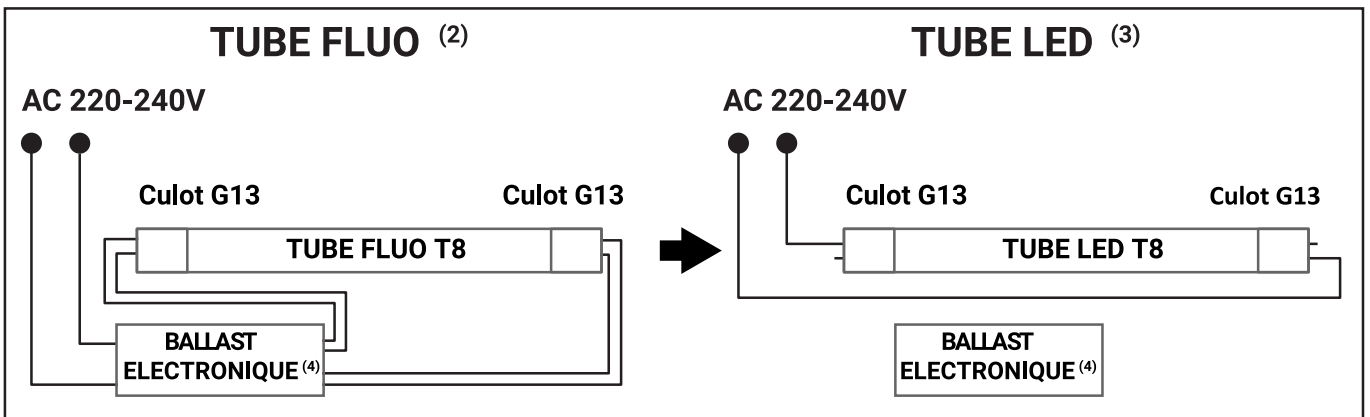 TUBE FLUO (2)
AC 220-240V
Culot G13
Culot G13
TUBE FLUO T8
BALLAST
ELECTRONIQUE (4)
TUBE LED (3)
AC 220-240V
Culot G13
Culot G13
TUBE LED T8
BALLAST
ELECTRONIQUE (4)